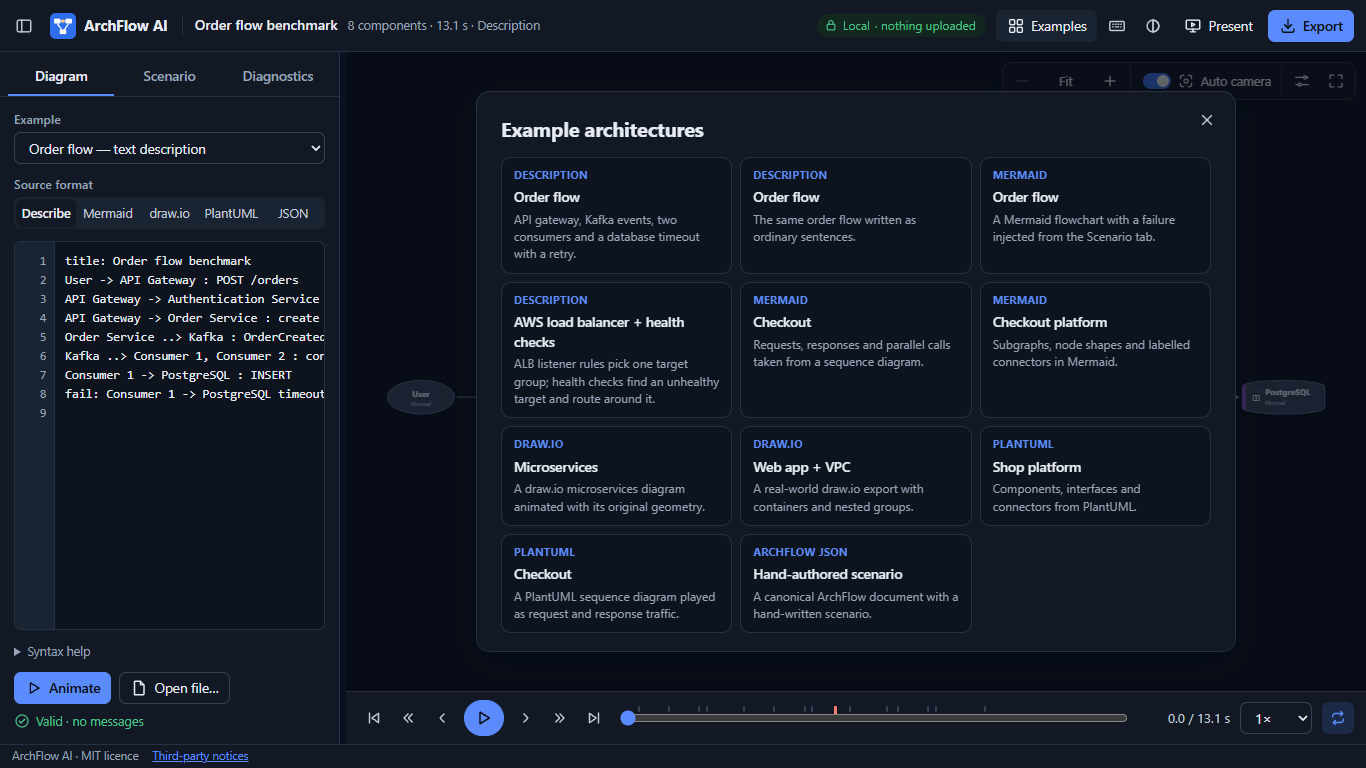 ArchFlow AI
Order flow benchmark 8 components · 13.1 s · Description
Local · nothing uploaded
Examples
Present
Export
Diagram Scenario Diagnostics
Example
Order flow — text description
Source format
Describe Mermaid draw.io PlantUML JSON
1 title: Order flow benchmark
2 User -> API Gateway : POST /orders
3 API Gateway -> Authentication Service
4 API Gateway -> Order Service : create
5 Order Service ..> Kafka : OrderCreated
6 Kafka ..> Consumer 1, Consumer 2 : con
7 Consumer 1 -> PostgreSQL : INSERT
8 fail: Consumer 1 -> PostgreSQL timeout
9
Syntax help
Animate
Open file...
Valid · no messages
ArchFlow AI · MIT licence Third-party notices
Fit
Auto camera
User
Normal
PostgreSQL
Normal
Example architectures
DESCRIPTION
Order flow
API gateway, Kafka events, two
consumers and a database timeout
with a retry.
DESCRIPTION
Order flow
The same order flow written as
ordinary sentences.
MERMAID
Order flow
A Mermaid flowchart with a failure
injected from the Scenario tab.
DESCRIPTION
AWS load balancer + health
checks
ALB listener rules pick one target
group; health checks find an unhealthy
target and route around it.
MERMAID
Checkout
Requests, responses and parallel calls
taken from a sequence diagram.
MERMAID
Checkout platform
Subgraphs, node shapes and labelled
connectors in Mermaid.
DRAW.IO
Microservices
A draw.io microservices diagram
animated with its original geometry.
DRAW.IO
Web app + VPC
A real-world draw.io export with
containers and nested groups.
PLANTUML
Shop platform
Components, interfaces and
connectors from PlantUML.
PLANTUML
Checkout
A PlantUML sequence diagram played
as request and response traffic.
ARCHFLOW JSON
Hand-authored scenario
A canonical ArchFlow document with a
hand-written scenario.
0.0 / 13.1 s
1×